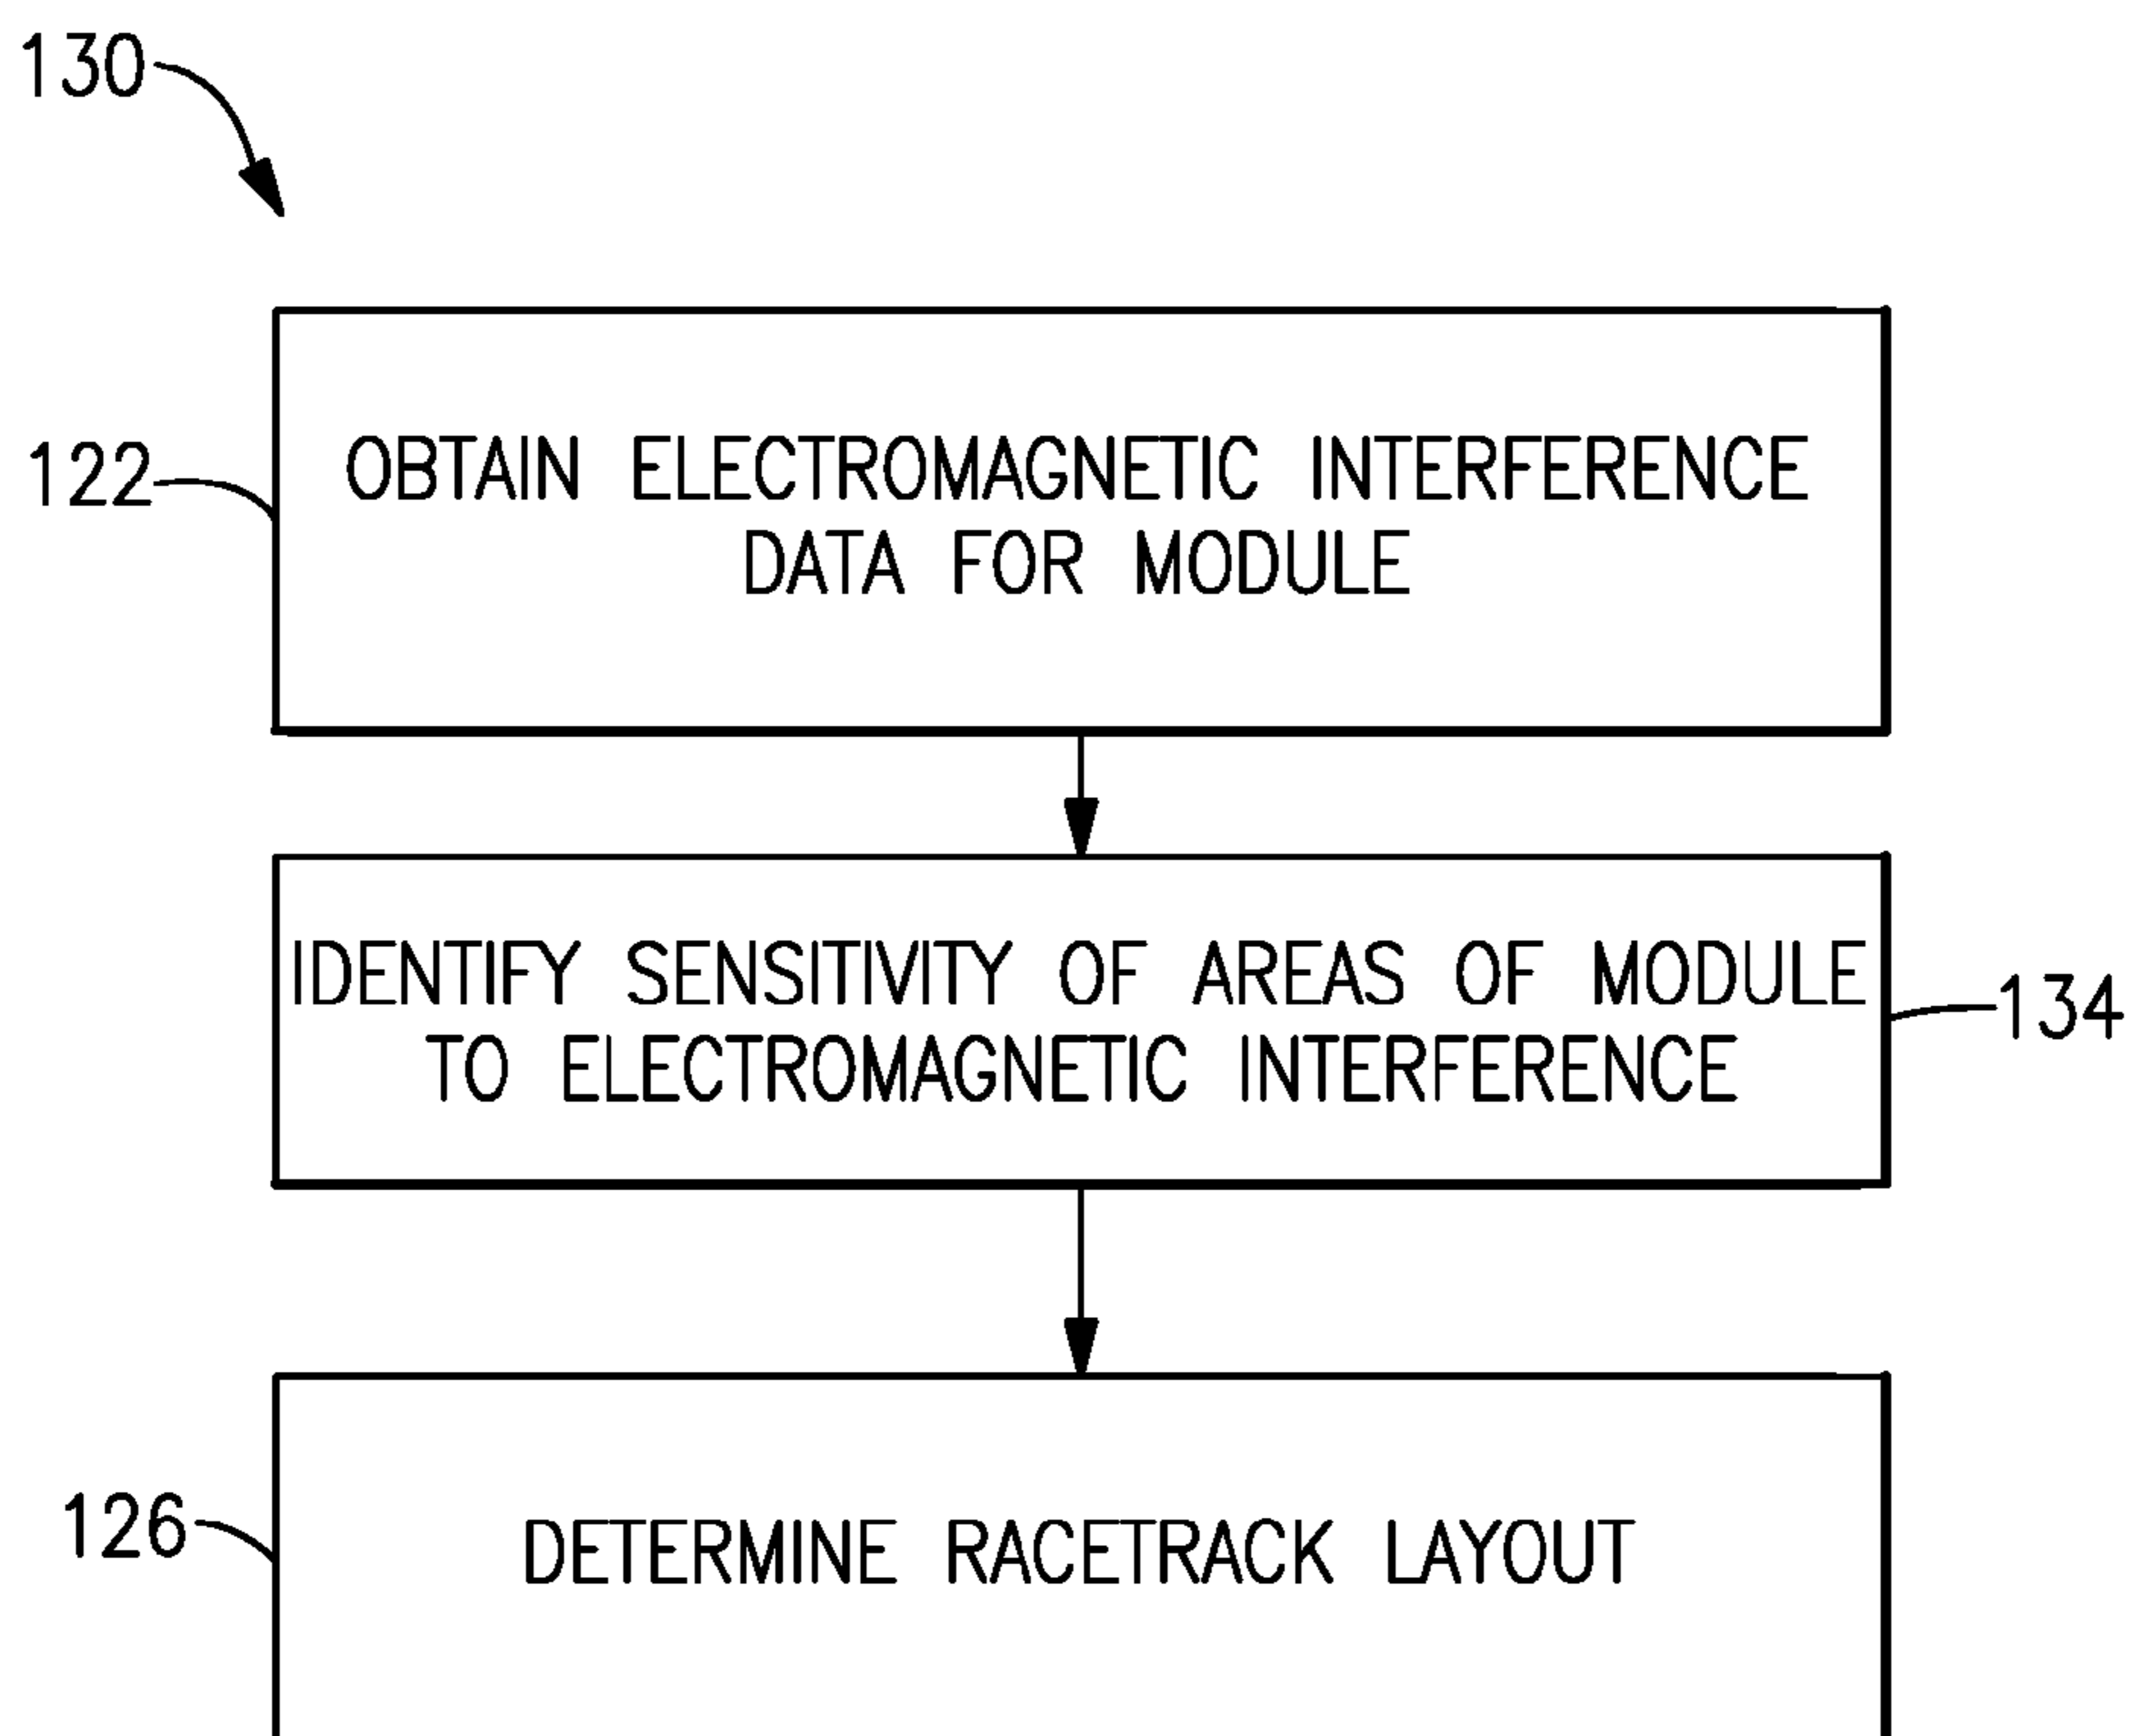 130
122
OBTAIN ELECTROMAGNETIC INTERFERENCE
DATA FOR MODULE
IDENTIFY SENSITIVITY OF AREAS OF MODULE
TO ELECTROMAGNETIC INTERFERENCE
134
126
DETERMINE RACETRACK LAYOUT